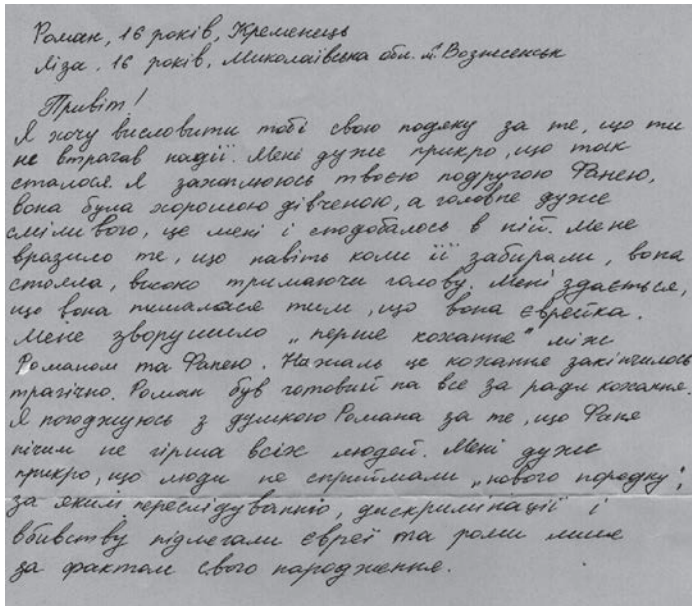 Роман, 16 років, Кременець
Ліза, 16 років, Миколаївська обл. м. Вознесенськ
Привіт!
Я хочу висловити тобі свою подяку за те, що ти
не втрачав надії. Мені дуже прикро, що так
сталося. Я захоплююсь твоєю подругою Фанею,
вона була хорошою дівченою, а головне дуже
сміливою, це мені і сподобалось в ній. Мене
вразило те, що навіть коли її забирали, вона
стояла, високо тримаючи голову. Мені здається,
що вона пишалася тим, що вона єврейка.
Мене зворушило „перше кохання" між
Романом та Фанею. Нажаль це кохання закінчилось
трагічно. Роман був готовий на все за ради кохання.
Я погоджуюсь з думкою Романа за те, що Фаня
нічим не гірша всіх людей. Мені дуже
прикро, що люди не сприймали „нового порядку",
за яким переслідуванню, дискримінації і
вбивству підлягали євреї та роми лише
за фактом свого народження.